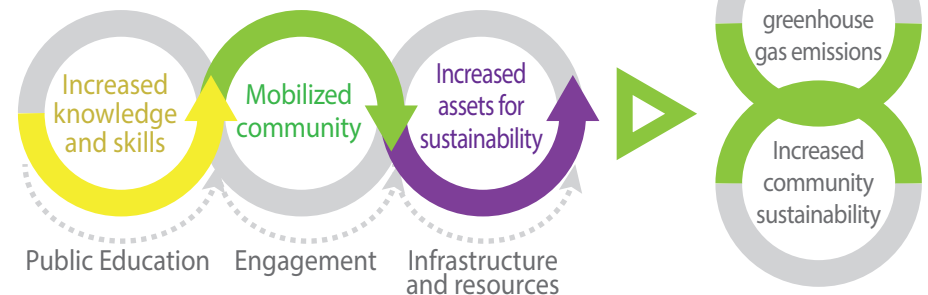 Increased
knowledge
and skills
Mobilized
community
Increased
assets for
sustainability
Public Education
Engagement
Infrastructure
and resources
greenhouse
gas emissions
Increased
community
sustainability